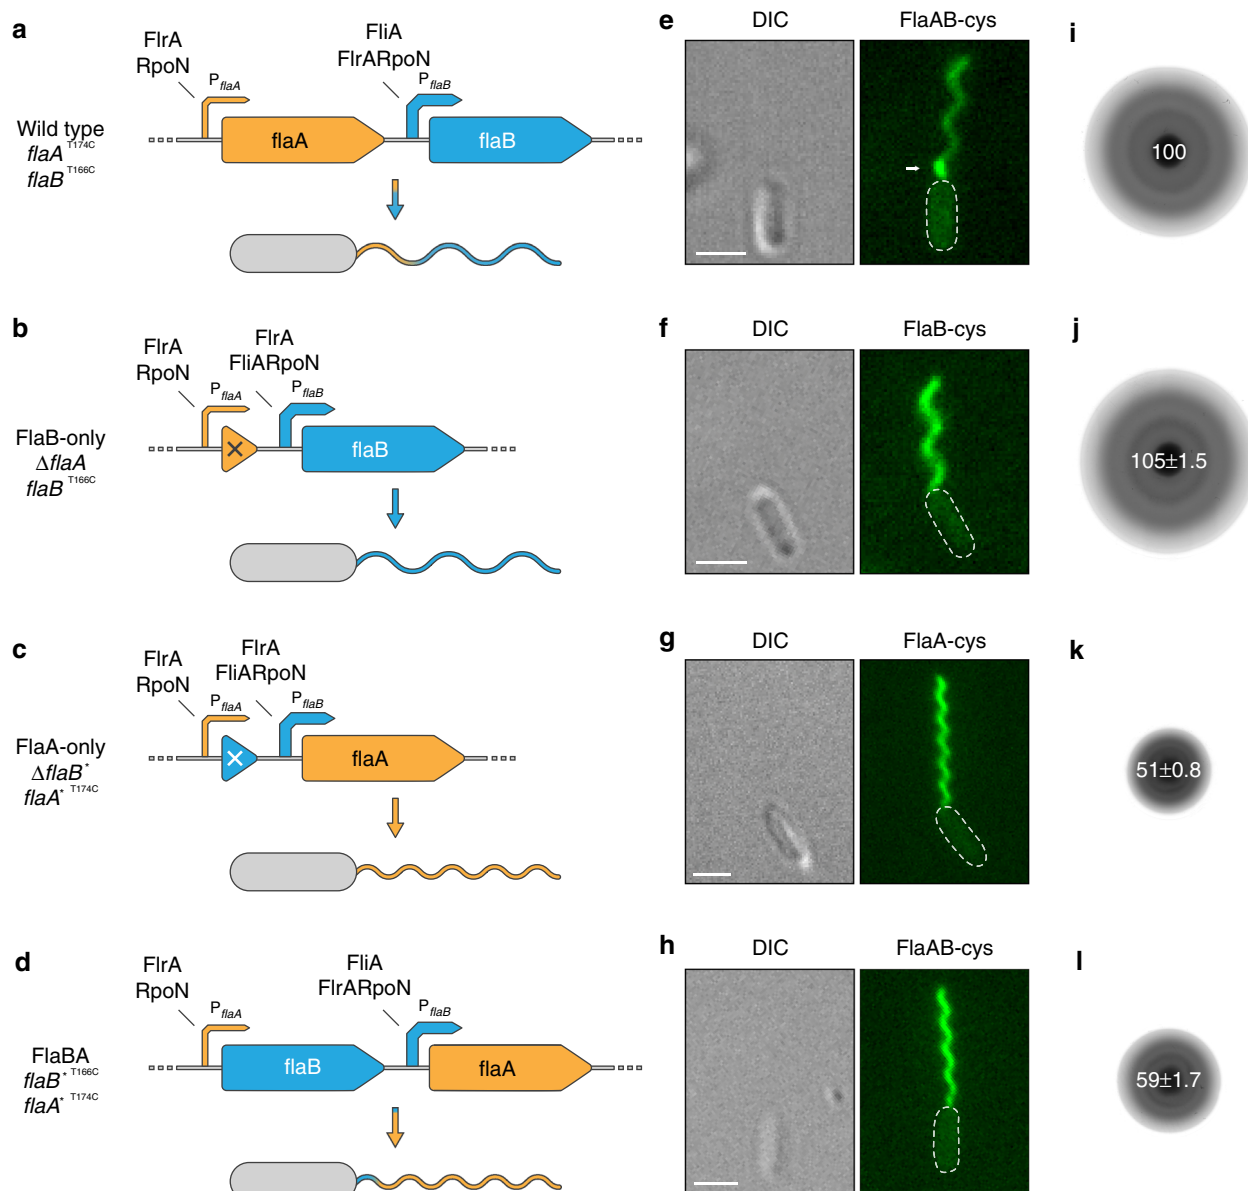 a
FlrA
RpoN
P flaA
FliA
FlrARpoN
P flaB
Wild type
flaA T174C
flaB T166C
flaA
flaB
e
DIC
FlaAB-cys
i
100
b
FlrA
RpoN
P flaA
FlrA
FliARpoN
P flaB
FlaB-only
ΔflaA
flaB T166C
×
flaB
f
DIC
FlaB-cys
j
105±1.5
c
FlrA
RpoN
P flaA
FlrA
FliARpoN
P flaB
FlaA-only
ΔflaB*
flaA* T174C
×
flaA
g
DIC
FlaA-cys
k
51±0.8
d
FlrA
RpoN
P flaA
FliA
FlrARpoN
P flaB
FlaBA
flaB* T166C
flaA* T174C
flaB
flaA
h
DIC
FlaAB-cys
l
59±1.7